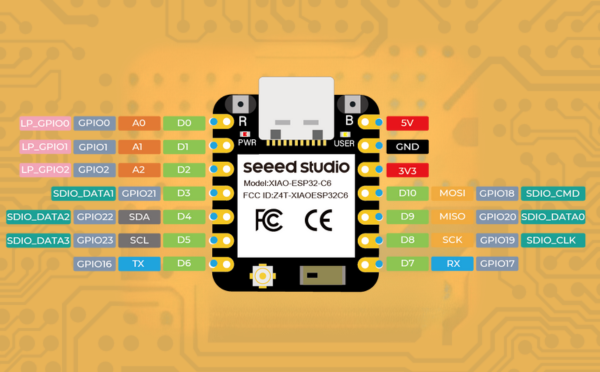 R B
PWR USER
LP_GPIO0 GPIO0 A0 D0 5V
LP_GPIO1 GPIO1 A1 D1 GND
LP_GPIO2 GPIO2 A2 D2 3V3
seeed studio
Model:XIAO-ESP32-C6
FCC ID:Z4T-XIAOESP32C6
SDIO_DATA1 GPIO21 D3 D10 MOSI GPIO18 SDIO_CMD
SDIO_DATA2 GPIO22 SDA D4 D9 MISO GPIO20 SDIO_DATA0
FC CE
SDIO_DATA3 GPIO23 SCL D5 D8 SCK GPIO19 SDIO_CLK
GPIO16 TX D6 D7 RX GPIO17